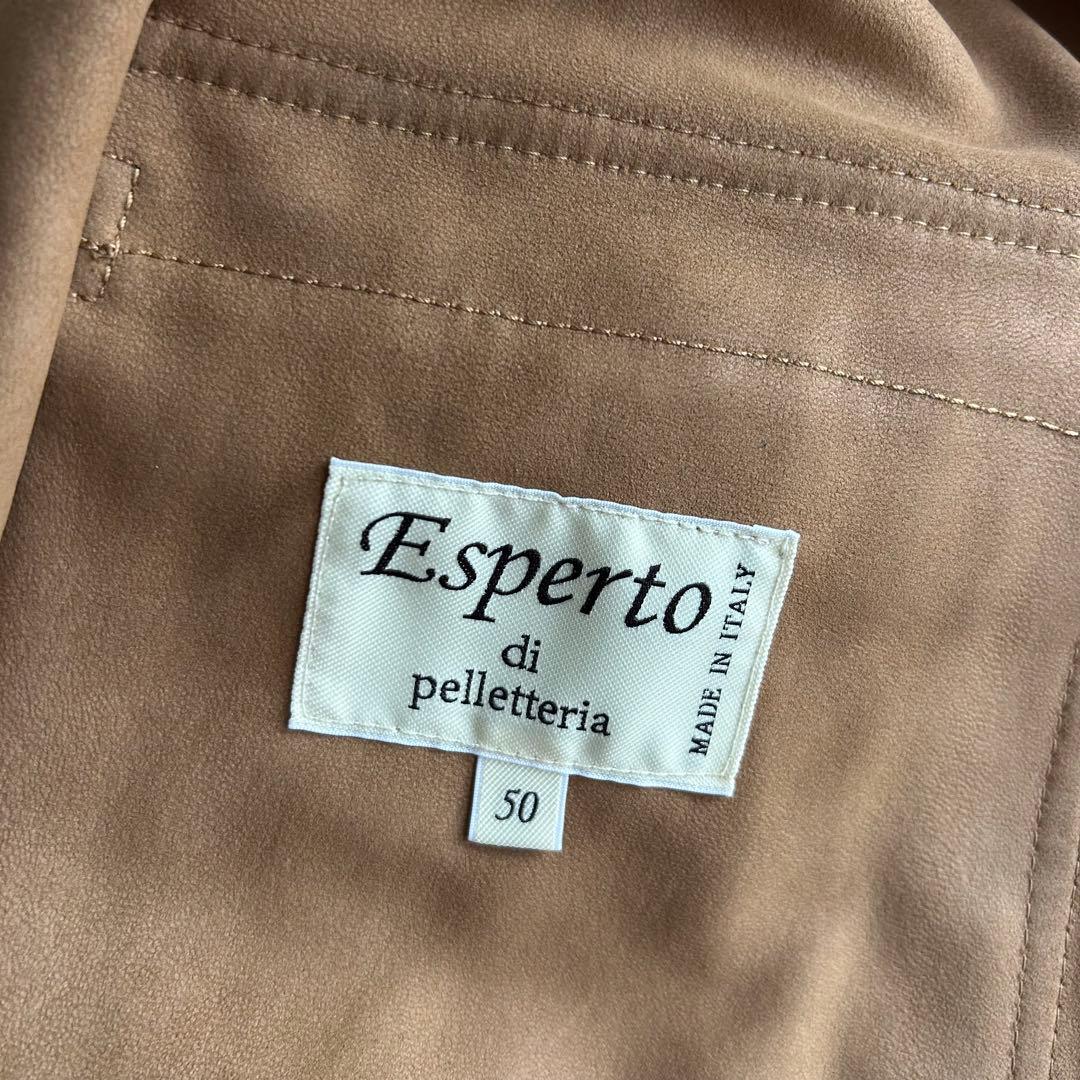 Esperto
di
pelletteria
MADE IN ITALY
50